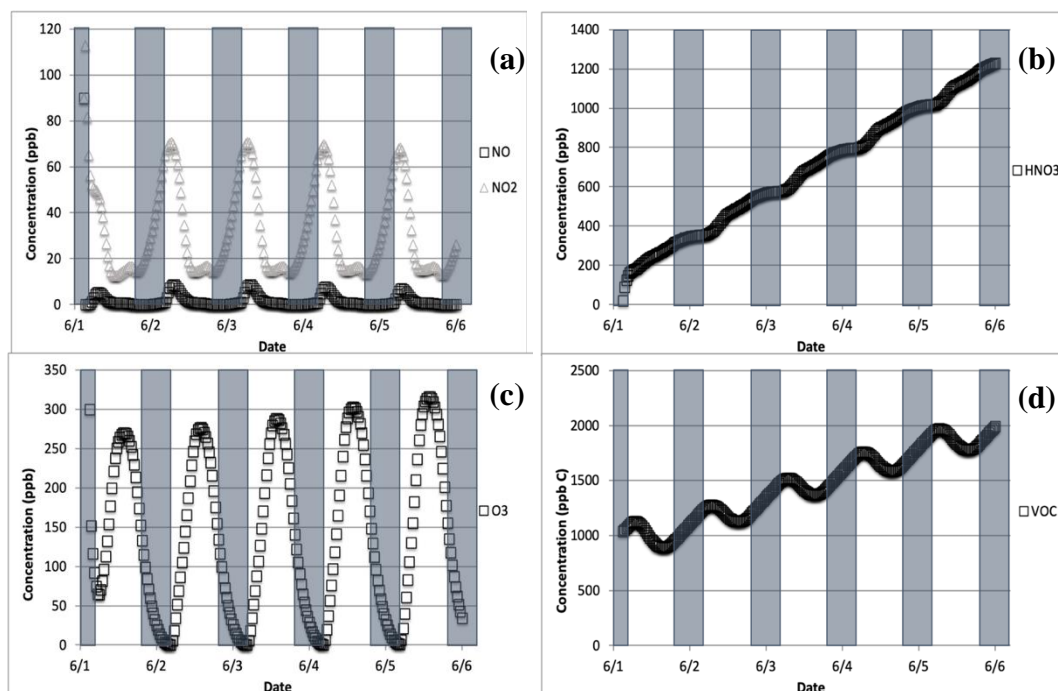 (a)
Concentration (ppb)
120
100
80
60
40
20
0
NO
NO2
6/1 6/2 6/3 6/4 6/5 6/6
Date
(b)
Concentration (ppb)
1400
1200
1000
800
600
400
200
0
HNO3
6/1 6/2 6/3 6/4 6/5 6/6
Date
(c)
Concentration (ppb)
350
300
250
200
150
100
50
0
O3
6/1 6/2 6/3 6/4 6/5 6/6
Date
(d)
Concentration (ppb C)
2500
2000
1500
1000
500
0
VOC
6/1 6/2 6/3 6/4 6/5 6/6
Date